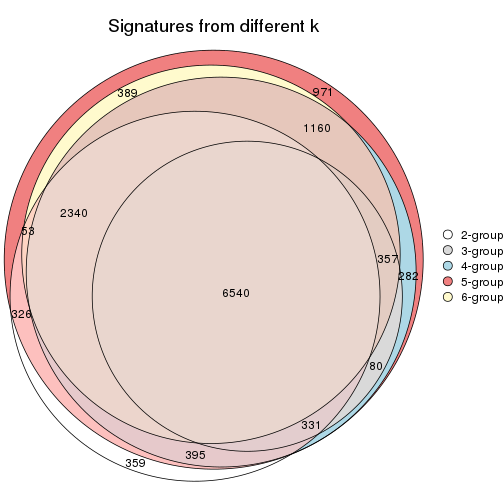 Signatures from different k
389
971
1160
2340
53
357
282
6540
326
80
331
395
359
2-group
3-group
4-group
5-group
6-group